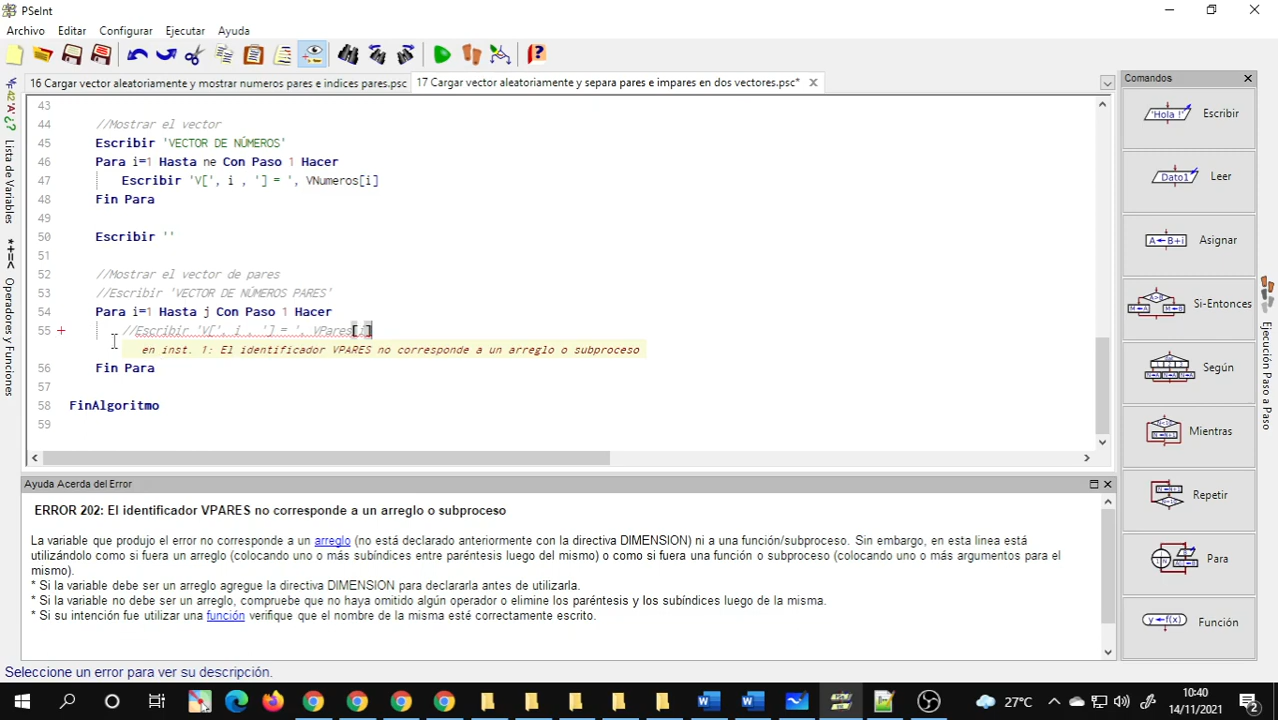 PSeInt
Archivo Editar Configurar Ejecutar Ayuda
16 Cargar vector aleatoriamente y mostrar numeros pares e indices pares.psc
17 Cargar vector aleatoriamente y separa pares e impares en dos vectores.psc*
Lista de Variables
Operadores y Funciones
43
44 //Mostrar el vector
45 Escribir 'VECTOR DE NÚMEROS'
46 Para i=1 Hasta ne Con Paso 1 Hacer
47 Escribir 'V[', i , '] = ', VNumeros[i]
48 Fin Para
49
50 Escribir ''
51
52 //Mostrar el vector de pares
53 //Escribir 'VECTOR DE NÚMEROS PARES'
54 Para i=1 Hasta j Con Paso 1 Hacer
55 //Escribir 'V[', i , '] = ', VPares[i]
en inst. 1: El identificador VPARES no corresponde a un arreglo o subproceso
56 Fin Para
57
58 FinAlgoritmo
59
Comandos
'Hola !' Escribir
Dato1 Leer
A←B+i Asignar
Si-Entonces
Según
Mientras
Repetir
Para
y←f(x) Función
Ejecución Paso a Paso
Ayuda Acerca del Error
ERROR 202: El identificador VPARES no corresponde a un arreglo o subproceso
La variable que produjo el error no corresponde a un arreglo (no está declarado anteriormente con la directiva DIMENSION) ni a una función/subproceso. Sin embargo, en esta linea está
utilizándolo como si fuera un arreglo (colocando uno o más subíndices entre paréntesis luego del mismo) o como si fuera una función o subproceso (colocando uno o más argumentos para el
mismo).
* Si la variable debe ser un arreglo agregue la directiva DIMENSION para declararla antes de utilizarla.
* Si la variable no debe ser un arreglo, compruebe que no haya omitido algún operador o elimine los paréntesis y los subíndices luego de la misma.
* Si su intención fue utilizar una función verifique que el nombre de la misma esté correctamente escrito.
Seleccione un error para ver su descripción.
27°C
10:40
14/11/2021
2